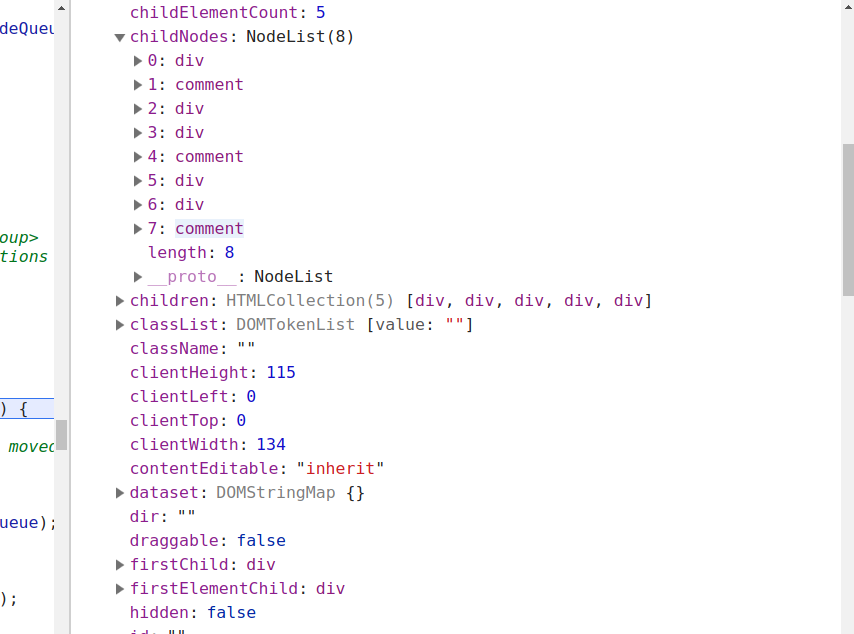 childElementCount: 5
deQueu
childNodes: NodeList(8)
0: div
1: comment
2: div
3: div
4: comment
5: div
6: div
7: comment
oup>
length: 8
tions
__proto__: NodeList
children: HTMLCollection(5) [div, div, div, div, div]
classList: DOMTokenList [value: ""]
className: ""
clientHeight: 115
clientLeft: 0
) {
clientTop: 0
clientWidth: 134
moved
contentEditable: "inherit"
dataset: DOMStringMap {}
dir: ""
ueue);
draggable: false
firstChild: div
firstElementChild: div
);
hidden: false
id: ""